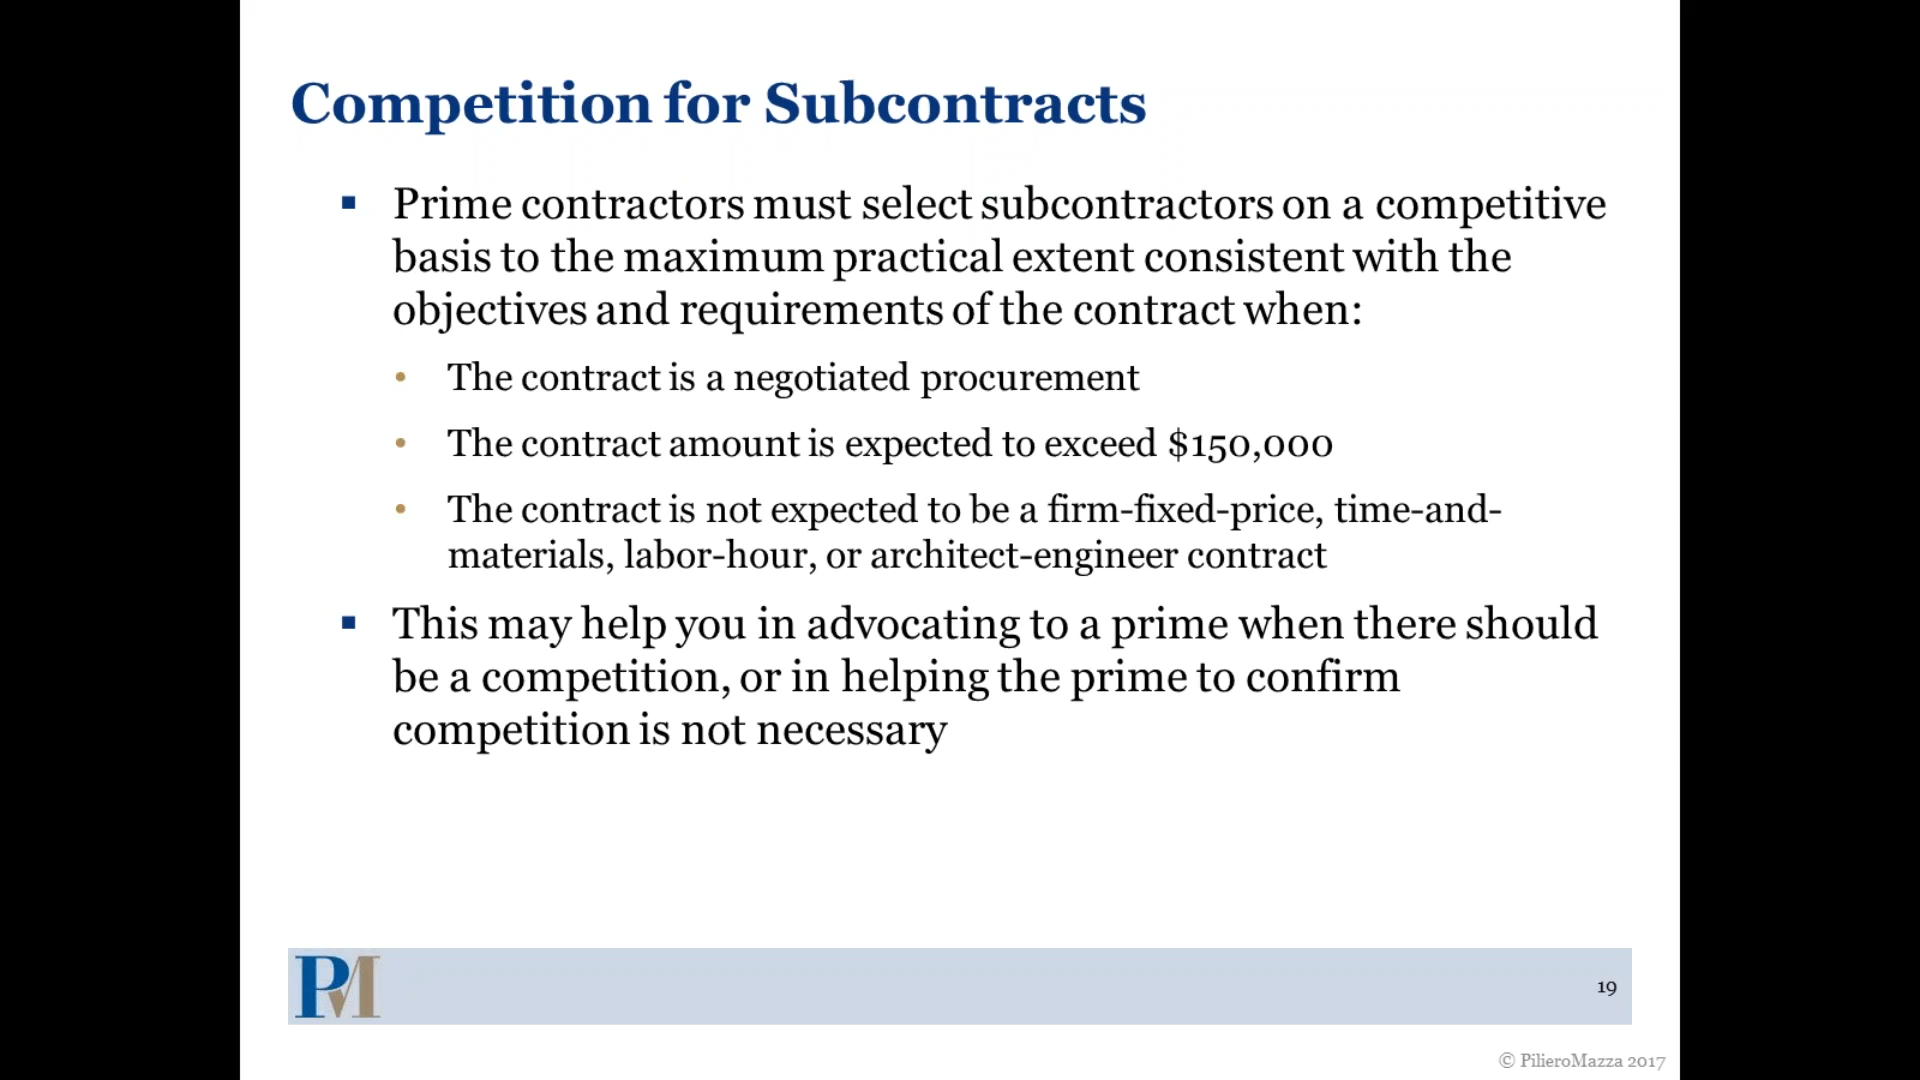 Competition for Subcontracts
▪ Prime contractors must select subcontractors on a competitive
basis to the maximum practical extent consistent with the
objectives and requirements of the contract when:
• The contract is a negotiated procurement
• The contract amount is expected to exceed $150,000
• The contract is not expected to be a firm-fixed-price, time-and-
materials, labor-hour, or architect-engineer contract
▪ This may help you in advocating to a prime when there should
be a competition, or in helping the prime to confirm
competition is not necessary
PM
19
© PilieroMazza 2017